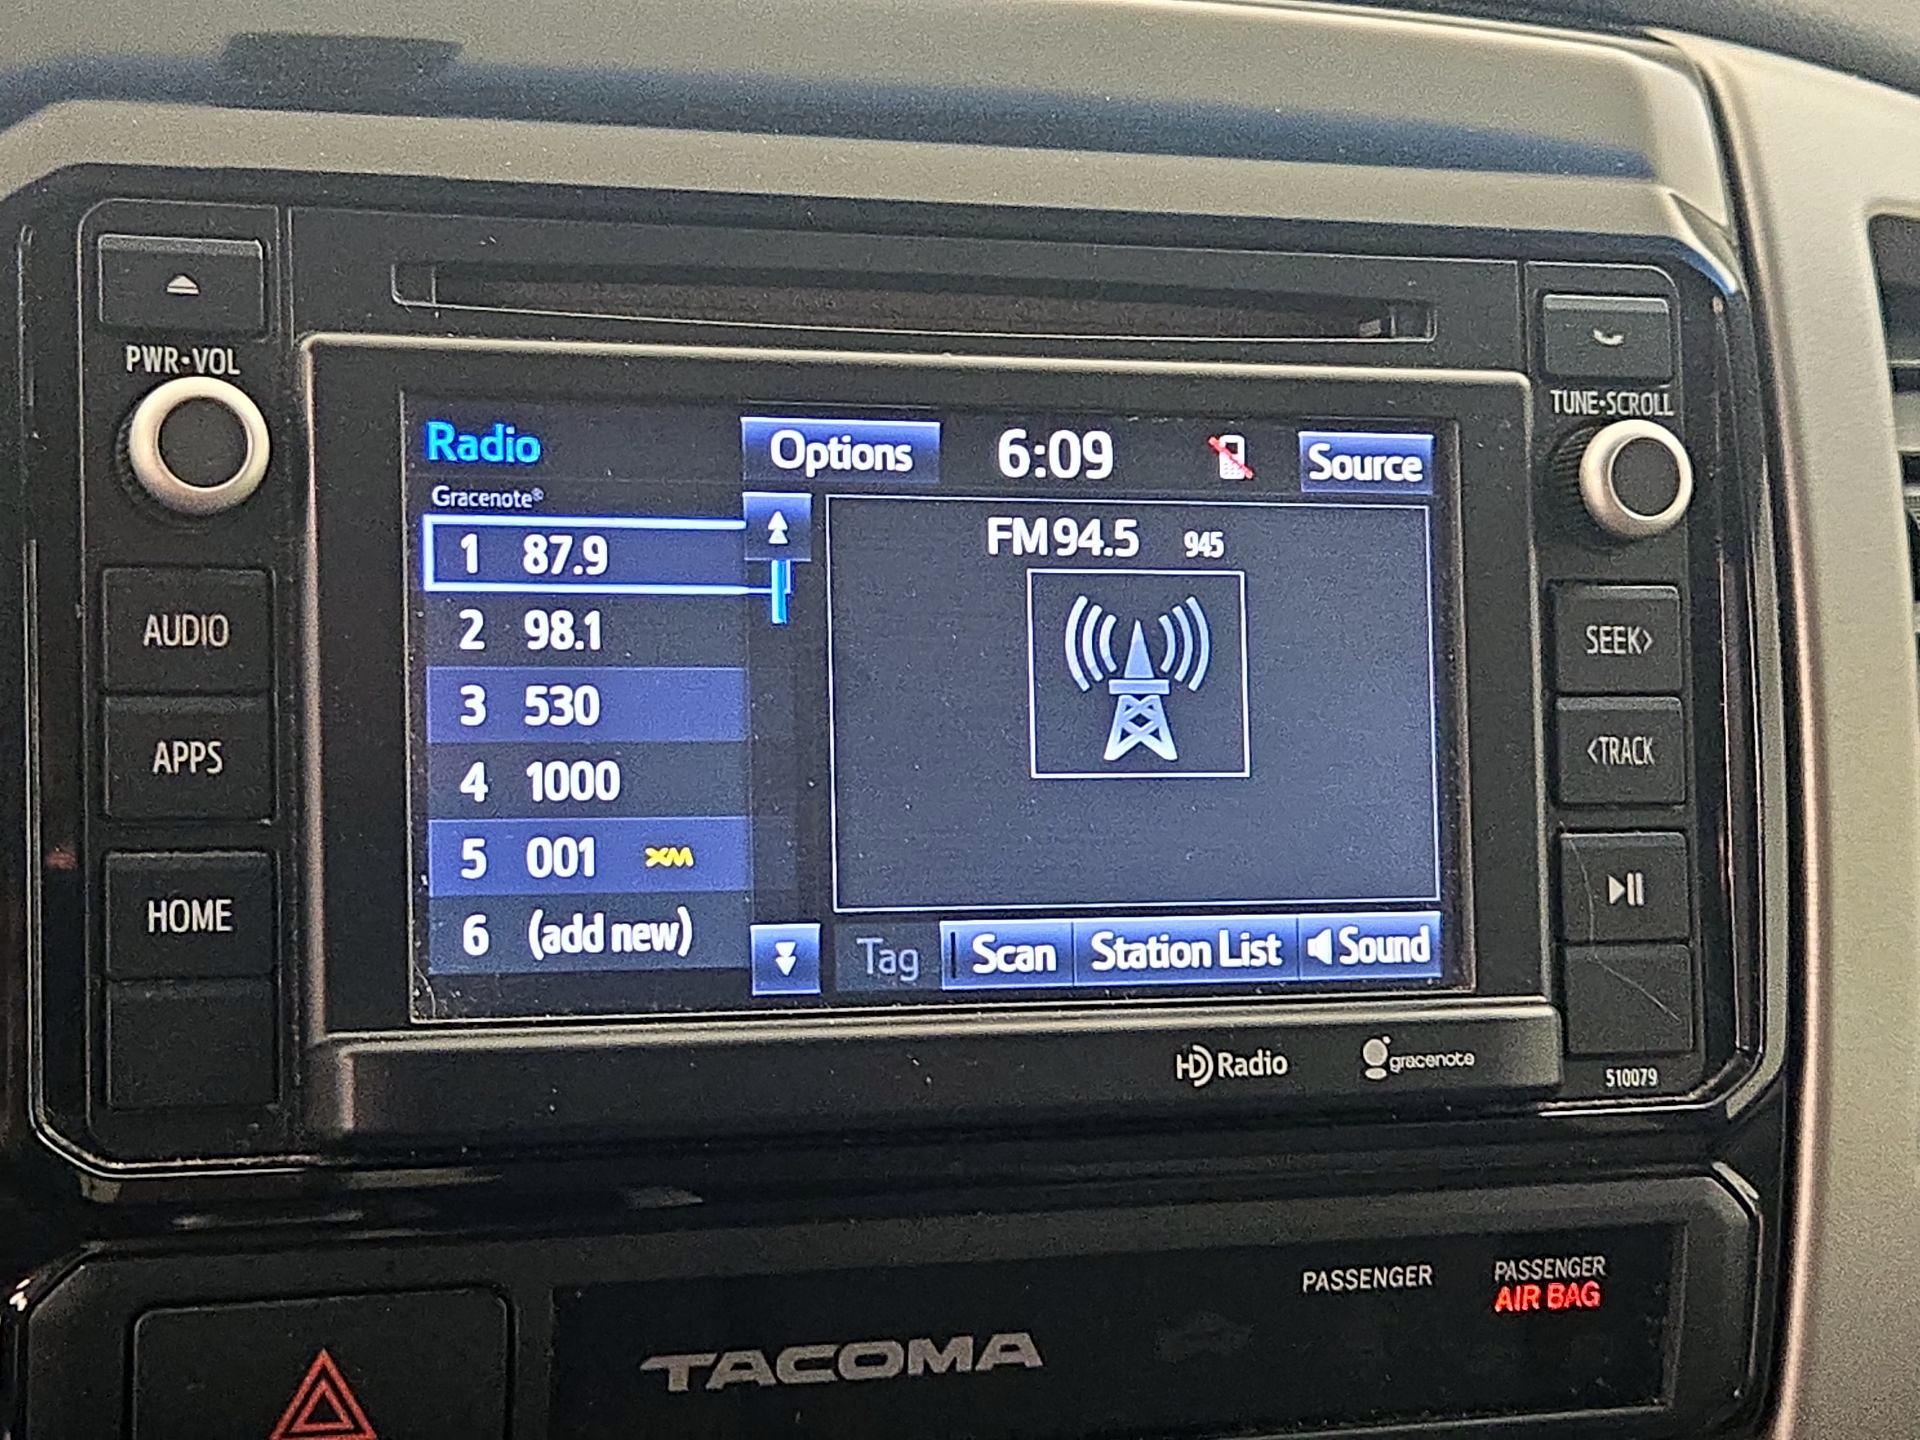 PWR•VOL
TUNE•SCROLL
Radio
Options
6:09
Source
Gracenote®
1 87.9
2 98.1
3 530
4 1000
5 001 XM
6 (add new)
FM 94.5 945
Tag
Scan
Station List
Sound
AUDIO
APPS
HOME
SEEK>
<TRACK
HD Radio
gracenote
510079
PASSENGER
PASSENGER
AIR BAG
TACOMA